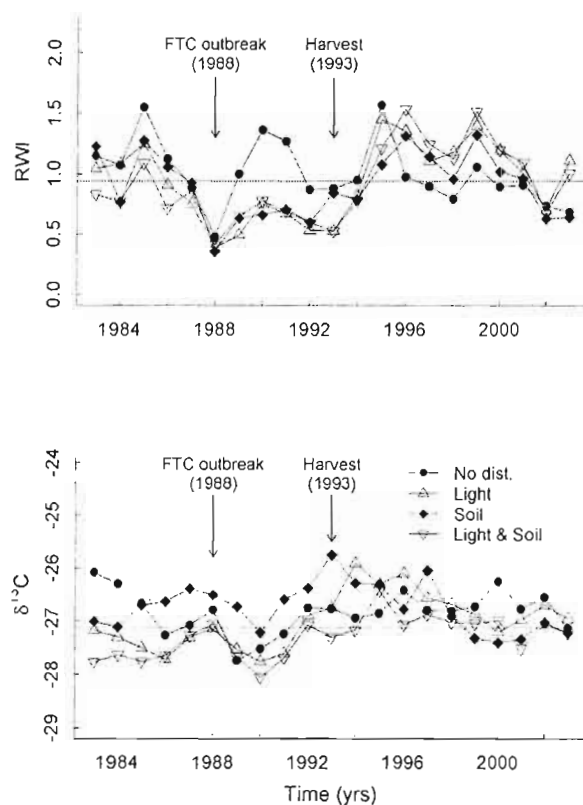 FTC outbreak Harvest
(1988) (1993)
RWI
2.0
1.5
1.0
0.5
0.0
1984 1988 1992 1996 2000
FTC outbreak Harvest
(1988) (1993)
No dist.
Light
Soil
Light & Soil
δ¹³C
-24
-25
-26
-27
-28
-29
1984 1988 1992 1996 2000
Time (yrs)